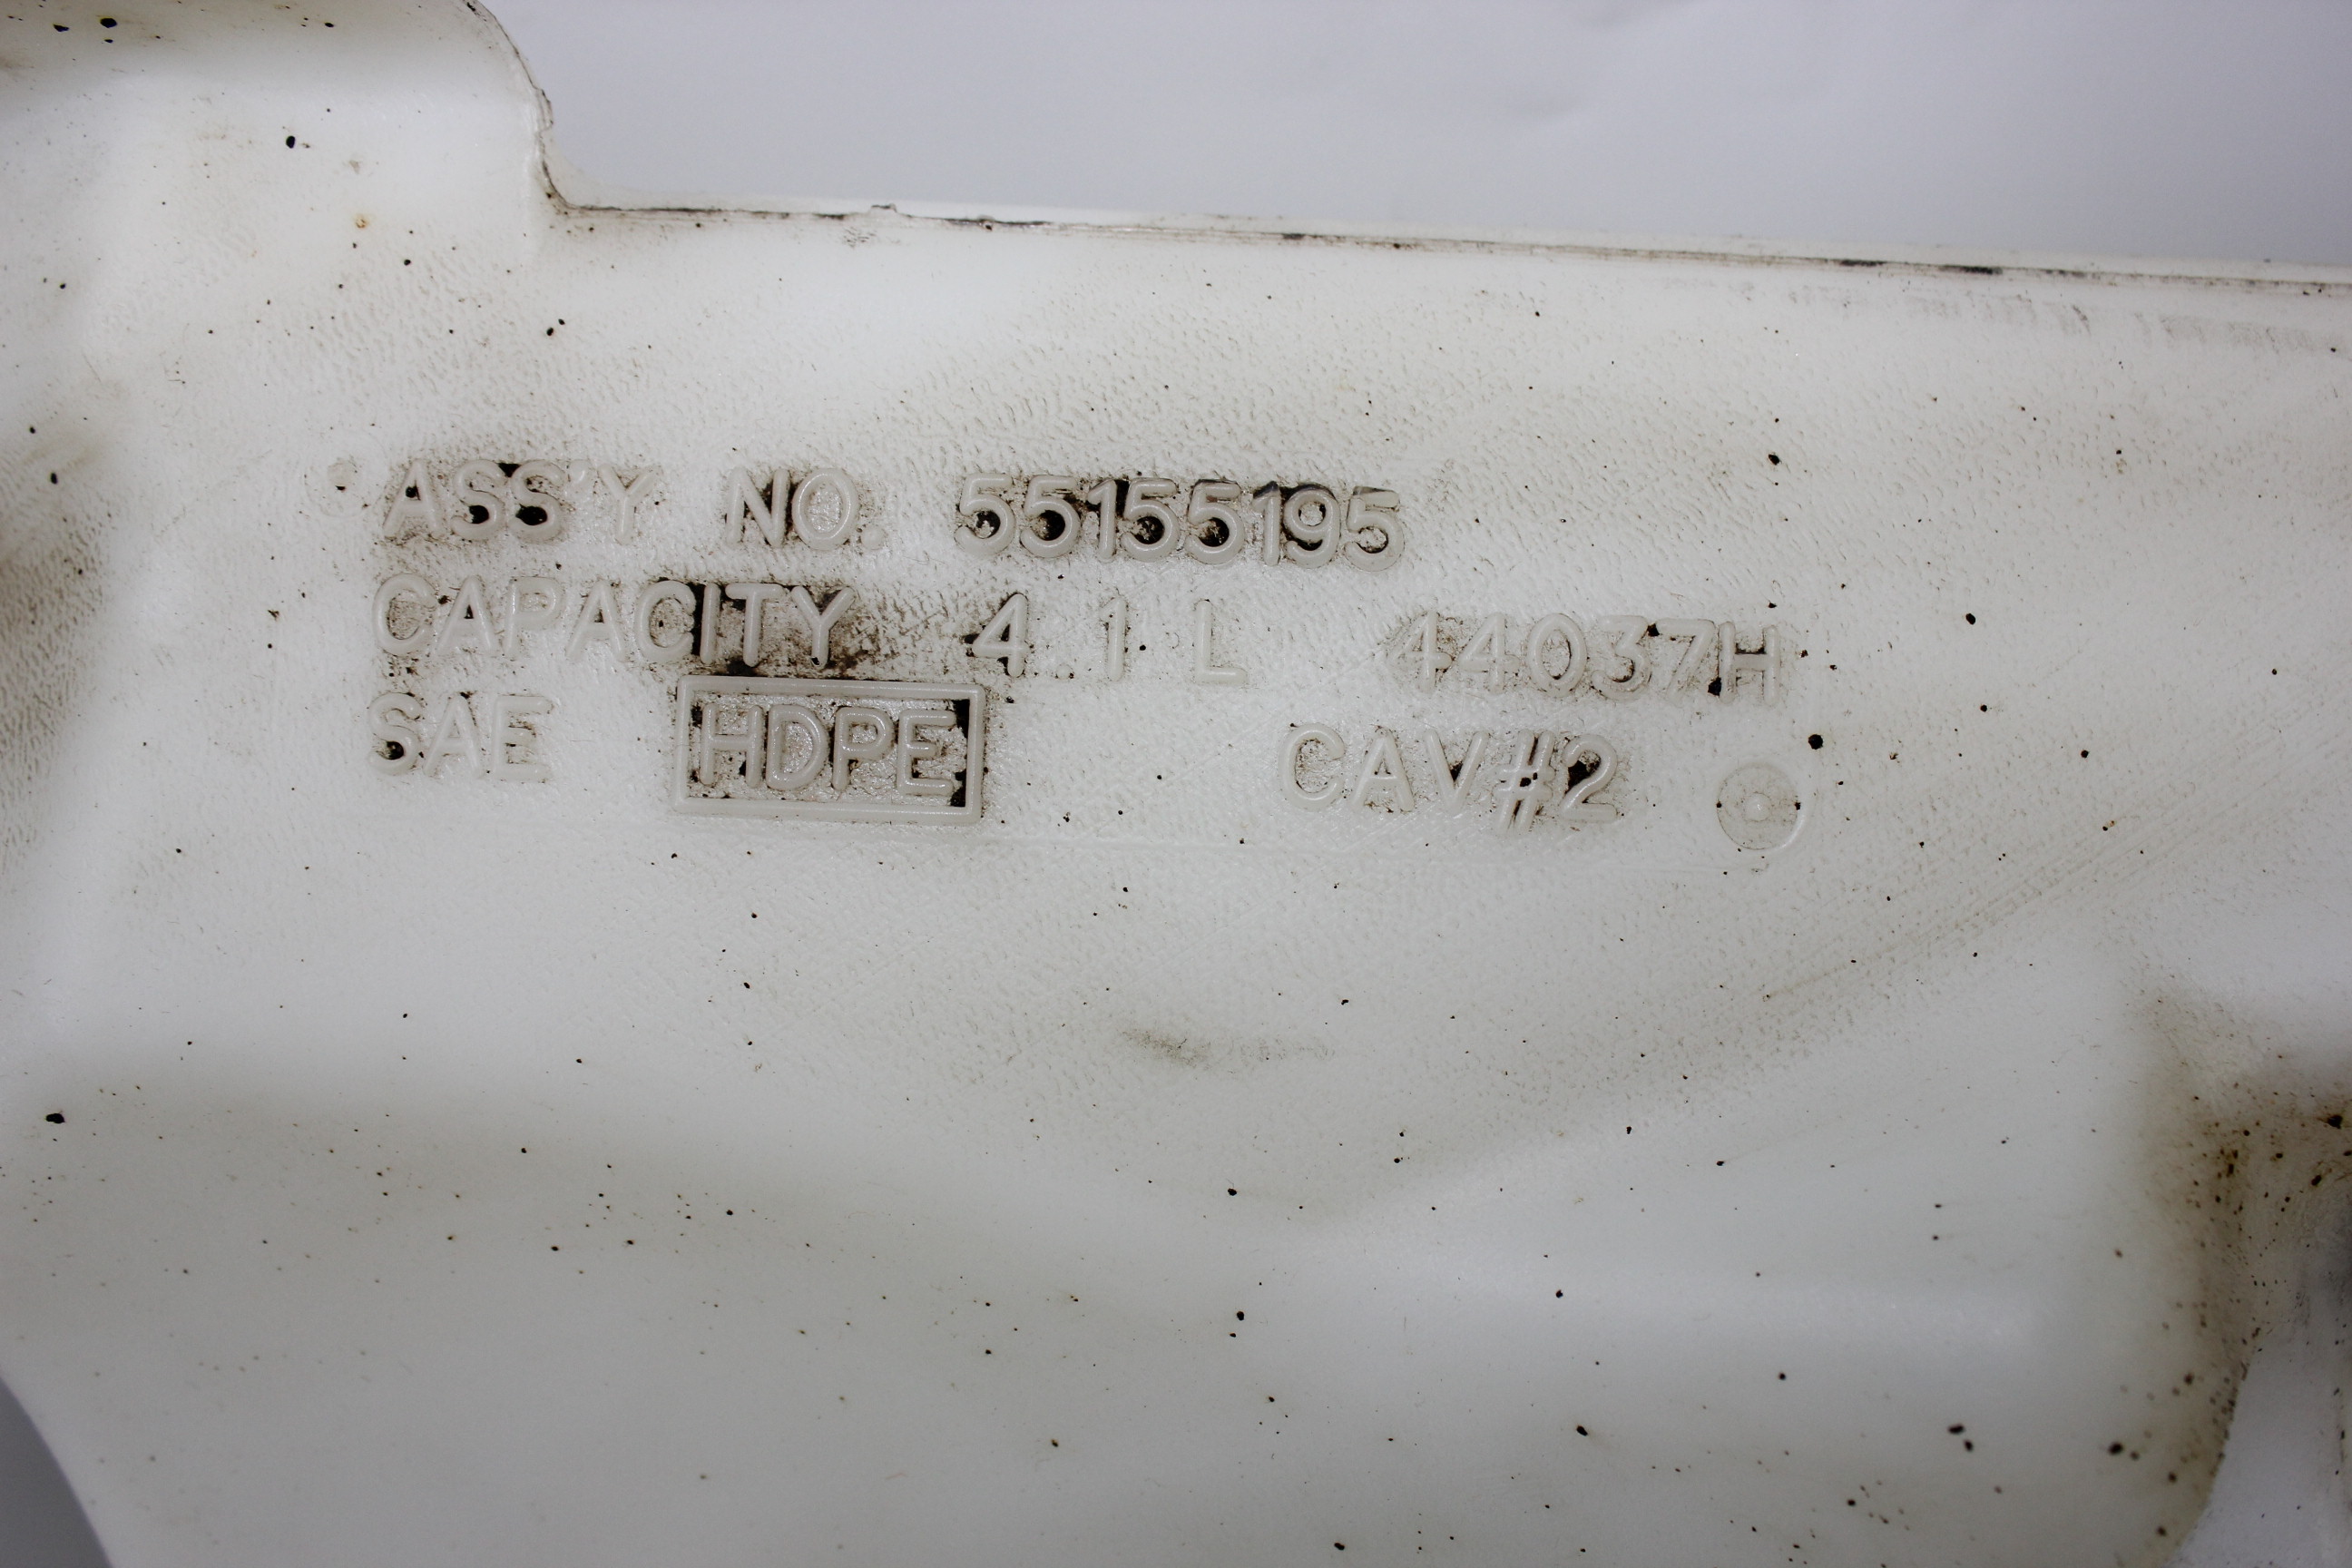 ASS'Y NO. 55155195
CAPACITY 4.1 L 44037H
SAE HDPE CAV#2